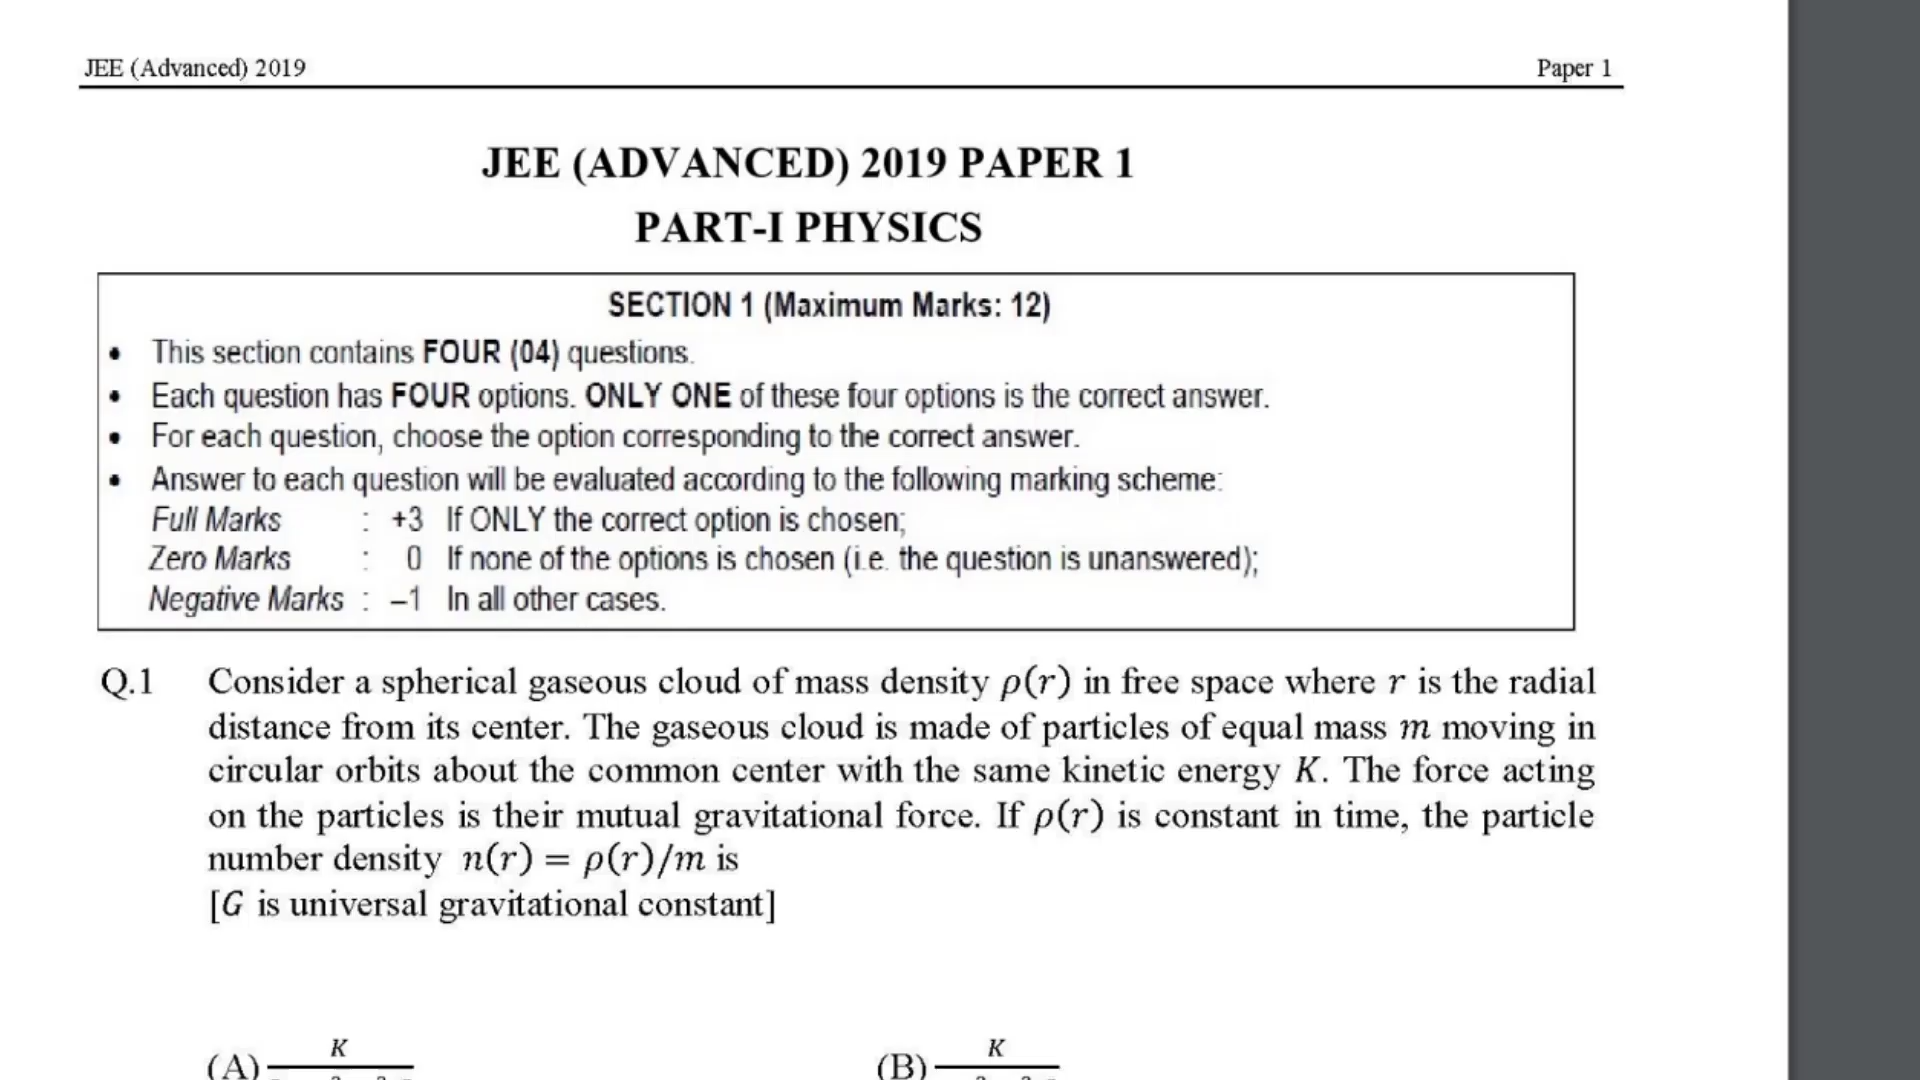 JEE (Advanced) 2019 Paper 1
JEE (ADVANCED) 2019 PAPER 1
PART-I PHYSICS
SECTION 1 (Maximum Marks: 12)
• This section contains FOUR (04) questions.
• Each question has FOUR options. ONLY ONE of these four options is the correct answer.
• For each question, choose the option corresponding to the correct answer.
• Answer to each question will be evaluated according to the following marking scheme:
Full Marks : +3 If ONLY the correct option is chosen;
Zero Marks : 0 If none of the options is chosen (i.e. the question is unanswered);
Negative Marks : −1 In all other cases.
Q.1 Consider a spherical gaseous cloud of mass density ρ(r) in free space where r is the radial
distance from its center. The gaseous cloud is made of particles of equal mass m moving in
circular orbits about the common center with the same kinetic energy K. The force acting
on the particles is their mutual gravitational force. If ρ(r) is constant in time, the particle
number density n(r) = ρ(r)/m is
[G is universal gravitational constant]
(A) K (B) K